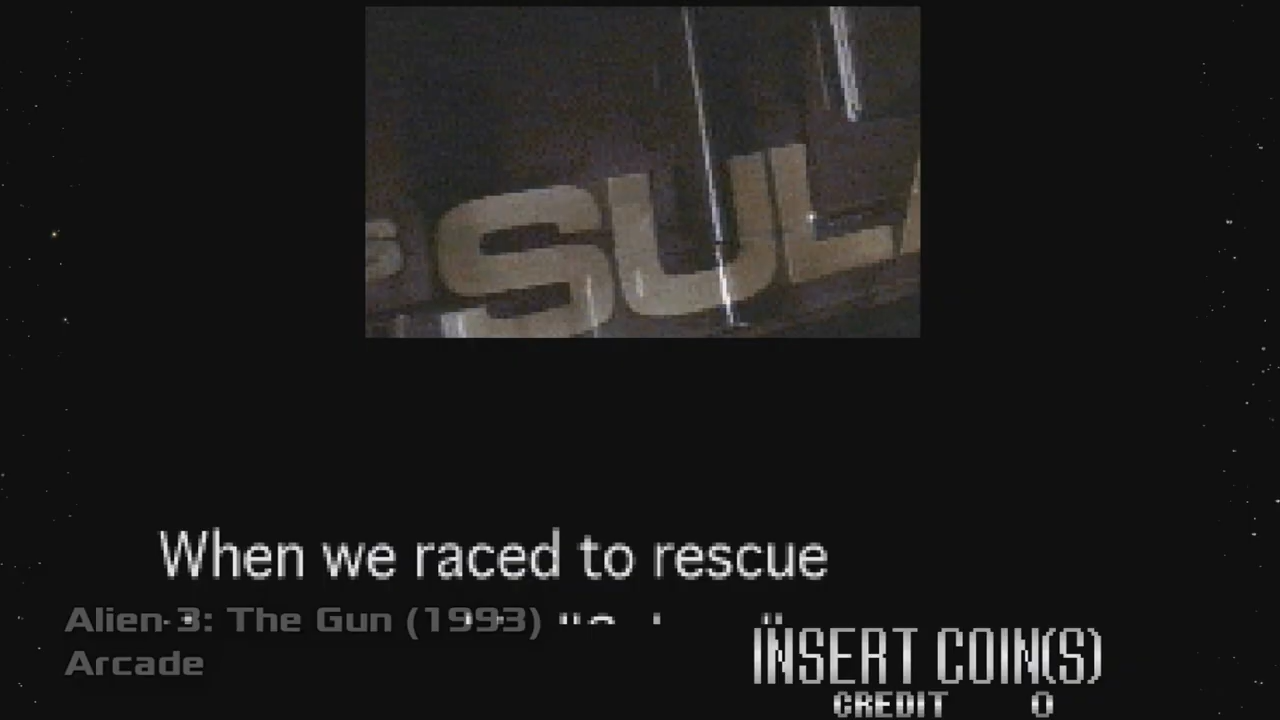 SUL
When we raced to rescue
Alien 3: The Gun (1993)
Arcade
INSERT COIN(S)
CREDIT 0